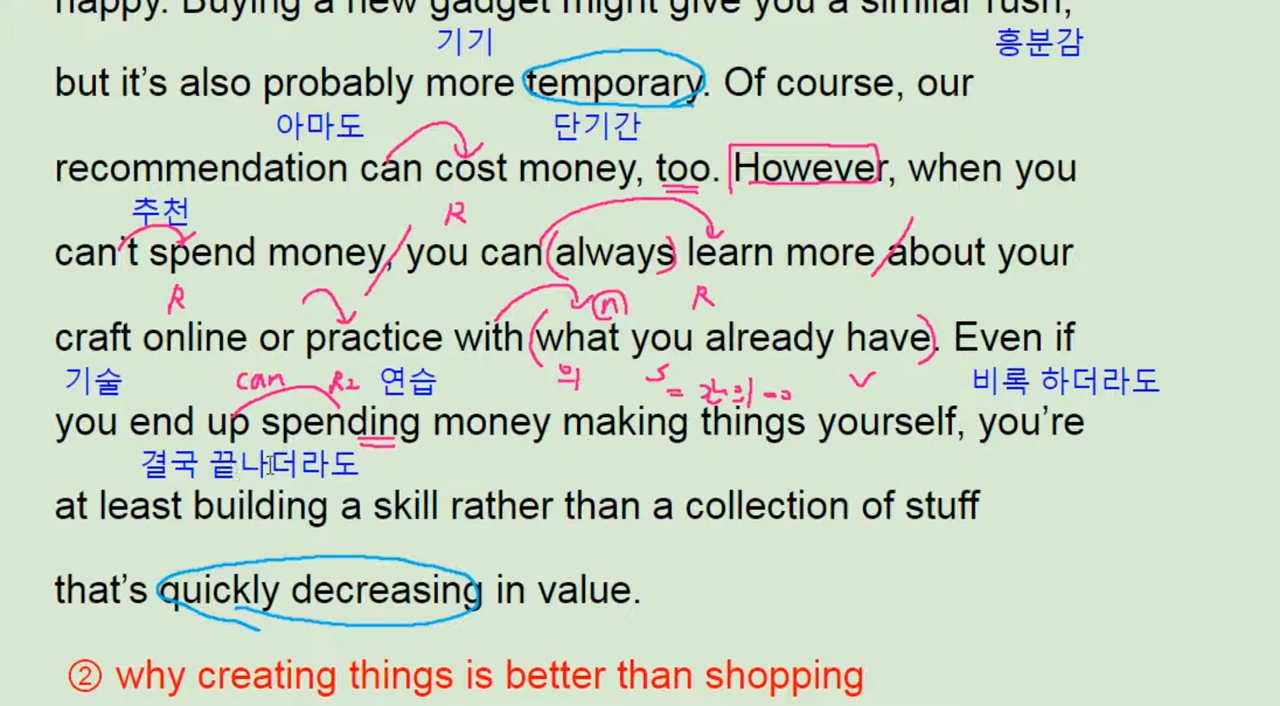 happy. Buying a new gadget might give you a similar rush,
기기 흥분감
but it's also probably more temporary. Of course, our
아마도 단기간
recommendation can cost money, too. However, when you
추천 R
can't spend money, you can always learn more about your
R n R
craft online or practice with what you already have. Even if
기술 can R2 연습 의 S = 간의 V 비록 하더라도
you end up spending money making things yourself, you're
결국 끝나더라도
at least building a skill rather than a collection of stuff
that's quickly decreasing in value.
② why creating things is better than shopping